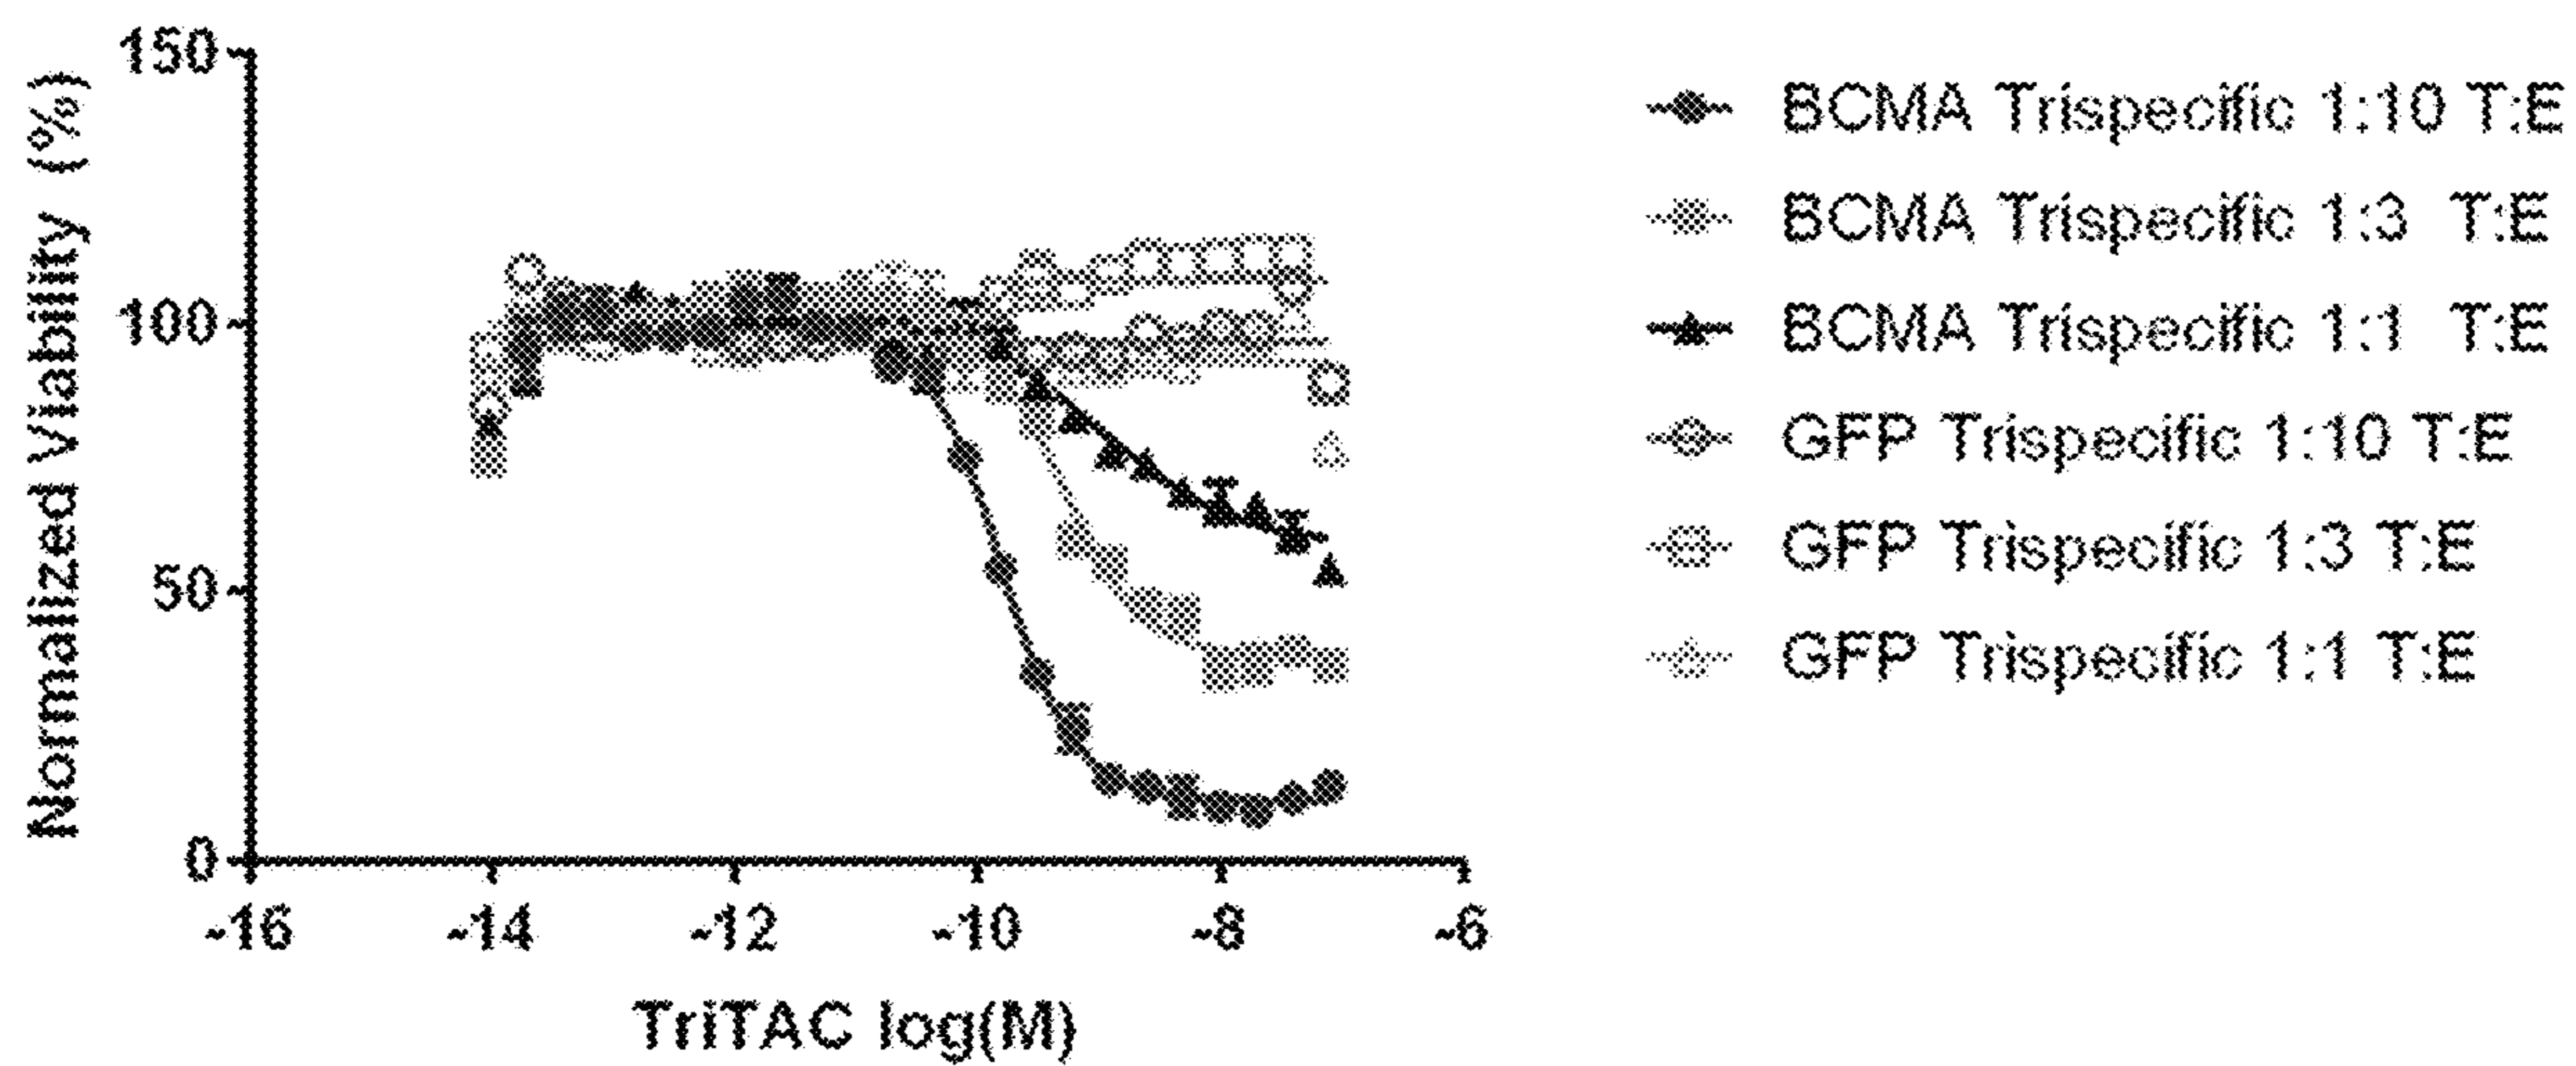 Normalized Viability (%)
150
100
50
0
-16 -14 -12 -10 -8 -6
TriTAC log(M)
BCMA Trispecific 1:10 T:E
BCMA Trispecific 1:3 T:E
BCMA Trispecific 1:1 T:E
GFP Trispecific 1:10 T:E
GFP Trispecific 1:3 T:E
GFP Trispecific 1:1 T:E